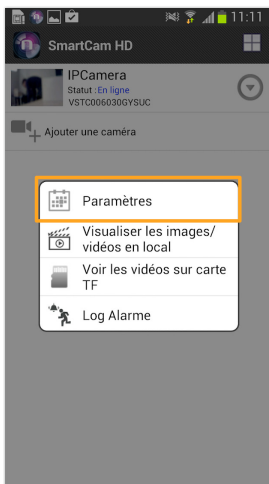 11:11
SmartCam HD
IPCamera
Statut : En ligne
VSTC006030GYSUC
Ajouter une caméra
Paramètres
Visualiser les images/
vidéos en local
Voir les vidéos sur carte
TF
Log Alarme